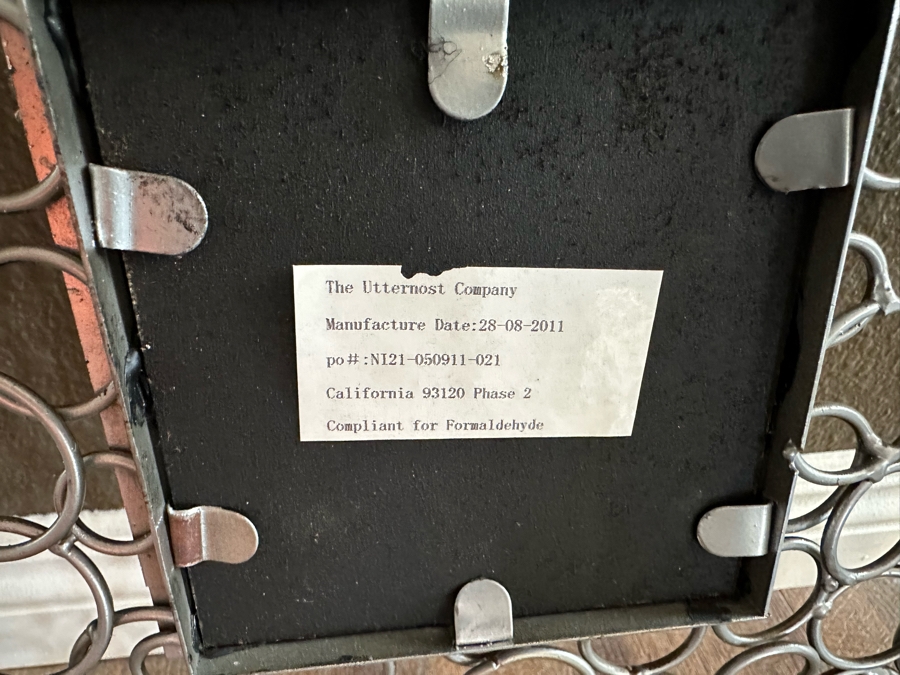 The Utternost Company
Manufacture Date:28-08-2011
po#:NI21-050911-021
California 93120 Phase 2
Compliant for Formaldehyde